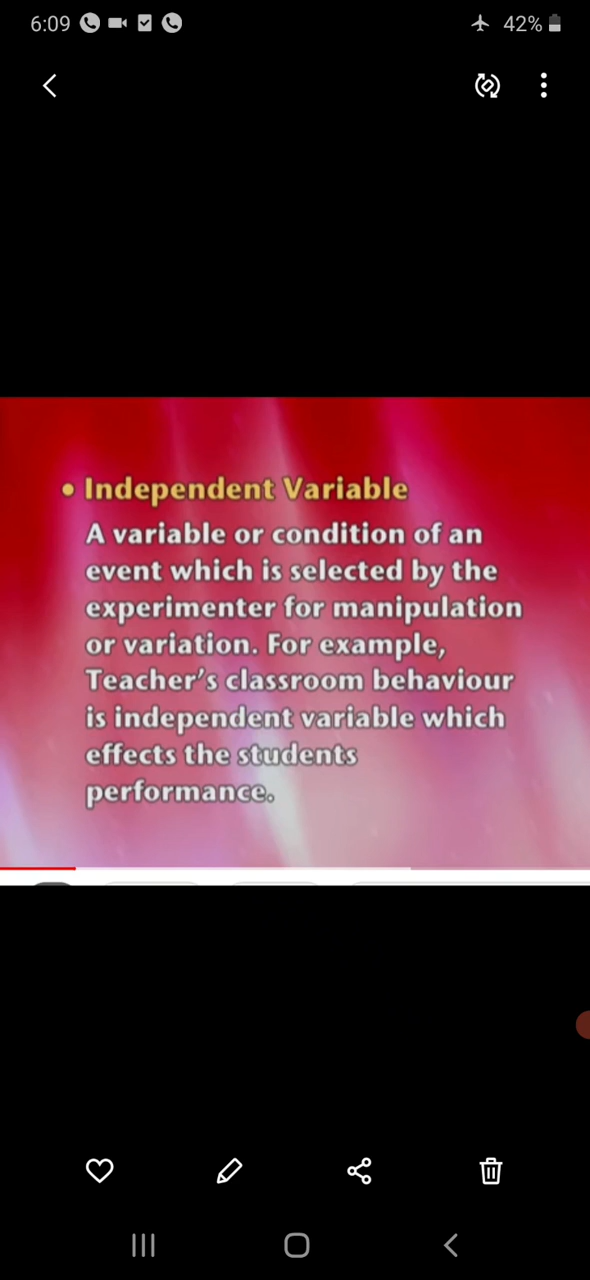 6:09
42%
• Independent Variable
A variable or condition of an
event which is selected by the
experimenter for manipulation
or variation. For example,
Teacher's classroom behaviour
is independent variable which
effects the students
performance.